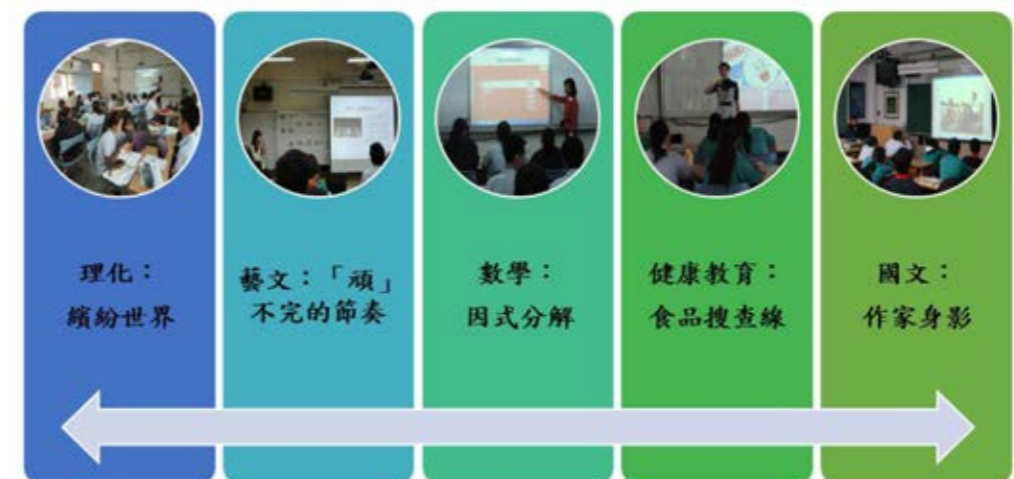 理化：
繽紛世界
藝文：「頑」
不完的節奏
數學：
因式分解
健康教育：
食品搜查線
國文：
作家身影